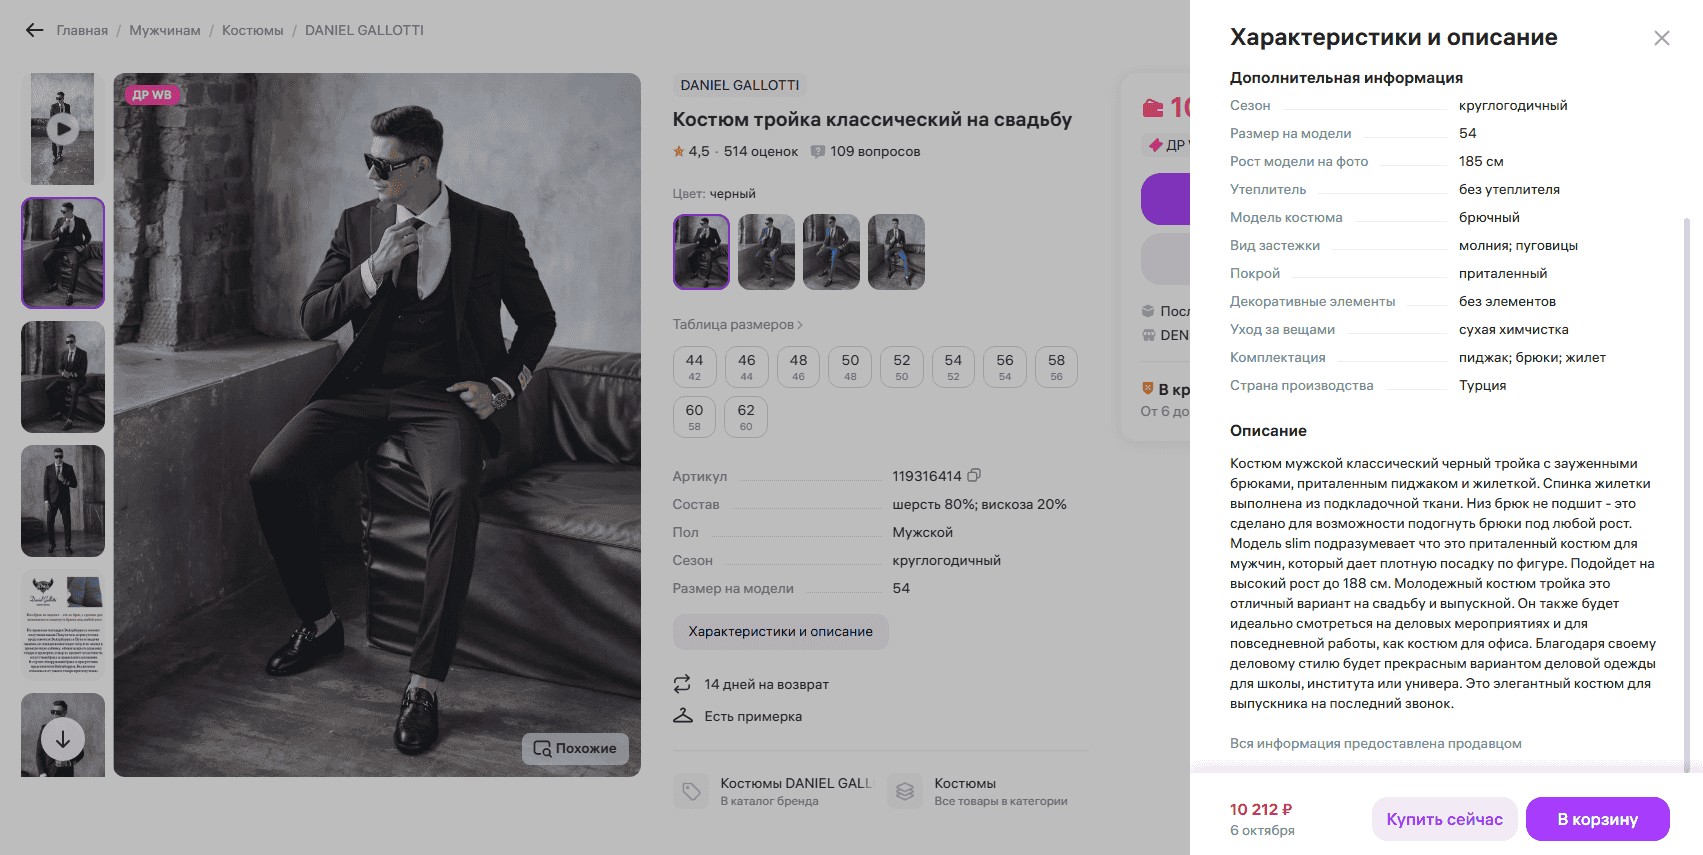 Главная / Мужчинам / Костюмы / DANIEL GALLOTTI
ДР WB
Похожие
DANIEL GALLOTTI
Костюм тройка классический на свадьбу
4,5 · 514 оценок 109 вопросов
Цвет: черный
Таблица размеров
44 46 48 50 52 54 56 58
42 44 46 48 50 52 54 56
60 62
58 60
Артикул 119316414
Состав шерсть 80%; вискоза 20%
Пол Мужской
Сезон круглогодичный
Размер на модели 54
Характеристики и описание
14 дней на возврат
Есть примерка
Костюмы DANIEL GALL
В каталог бренда
Костюмы
Все товары в категории
10
ДР
Посл
DEN
В кр
От 6 до
Характеристики и описание
Дополнительная информация
Сезон круглогодичный
Размер на модели 54
Рост модели на фото 185 см
Утеплитель без утеплителя
Модель костюма брючный
Вид застежки молния; пуговицы
Покрой приталенный
Декоративные элементы без элементов
Уход за вещами сухая химчистка
Комплектация пиджак; брюки; жилет
Страна производства Турция
Описание
Костюм мужской классический черный тройка с зауженными
брюками, приталенным пиджаком и жилеткой. Спинка жилетки
выполнена из подкладочной ткани. Низ брюк не подшит - это
сделано для возможности подогнуть брюки под любой рост.
Модель slim подразумевает что это приталенный костюм для
мужчин, который дает плотную посадку по фигуре. Подойдет на
высокий рост до 188 см. Молодежный костюм тройка это
отличный вариант на свадьбу и выпускной. Он также будет
идеально смотреться на деловых мероприятиях и для
повседневной работы, как костюм для офиса. Благодаря своему
деловому стилю будет прекрасным вариантом деловой одежды
для школы, института или универа. Это элегантный костюм для
выпускника на последний звонок.
Вся информация предоставлена продавцом
10 212 ₽
6 октября
Купить сейчас
В корзину